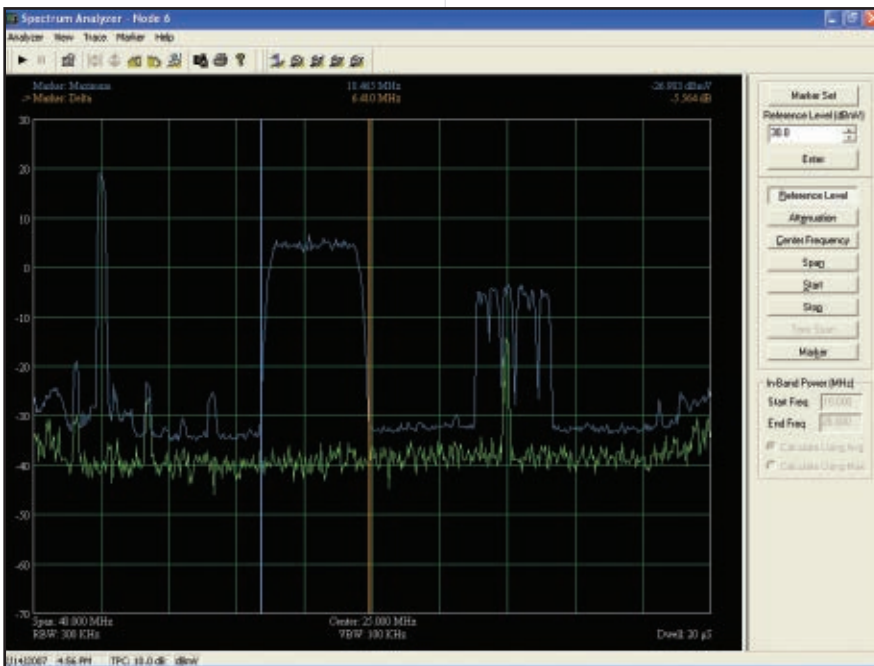 Spectrum Analyzer - Node 6
Analyzer View Trace Marker Help
Marker: Maximum 18.465 MHz -26.983 dBmV
-> Marker: Delta 6.410 MHz -5.364 dB
30
20
10
0
-10
-20
-30
-40
-50
-60
-70
Span: 40.000 MHz Center: 25.000 MHz
RBW: 300 KHz VBW: 100 KHz Dwell: 20 µS
Marker Set
Reference Level (dBmV)
30.0
Enter
Reference Level
Attenuation
Center Frequency
Span
Start
Stop
Marker
In-Band Power (MHz)
Start Freq
End Freq
Calculate Using Avg
Calculate Using Max
4:56 PM TPC: 10.0 dB dBmV